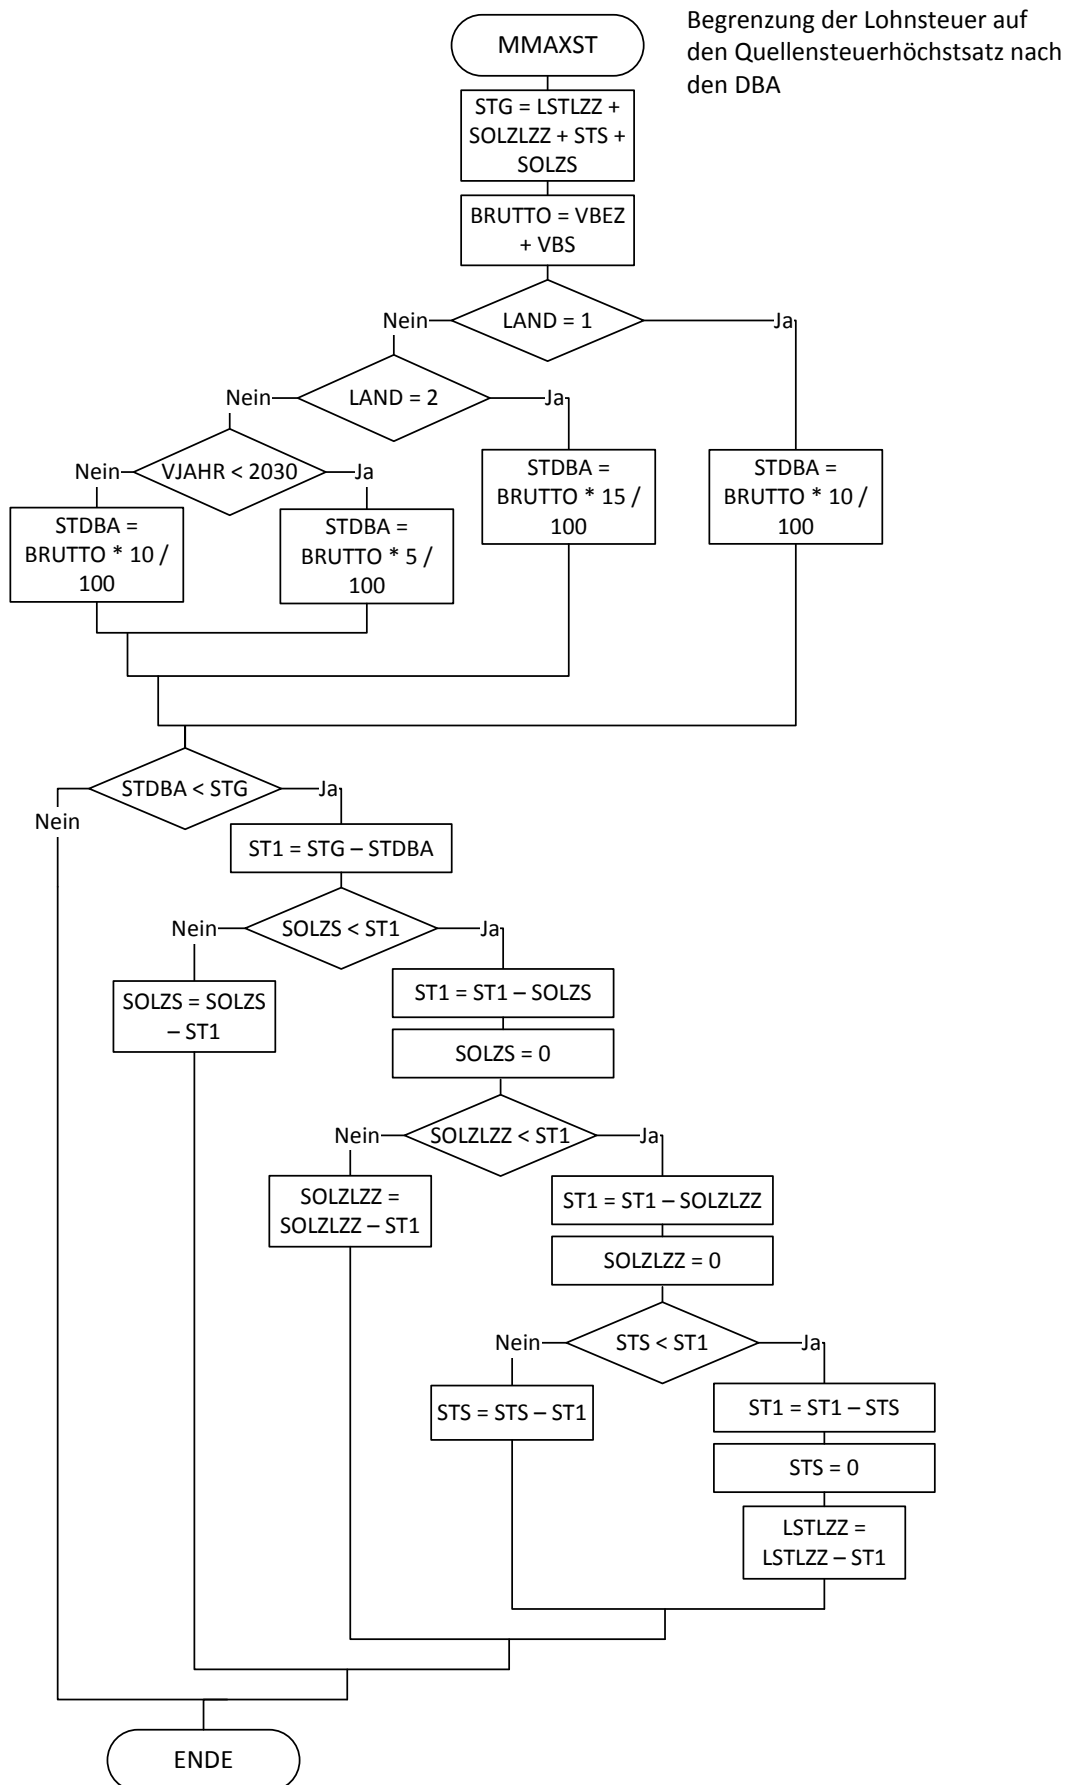 MMAXST
Begrenzung der Lohnsteuer auf
den Quellensteuerhöchstsatz nach
den DBA
STG = LSTLZZ +
SOLZLZZ + STS +
SOLZS
BRUTTO = VBEZ
+ VBS
Nein
LAND = 1
Ja
Nein
LAND = 2
Ja
Nein
VJAHR < 2030
Ja
STDBA =
BRUTTO * 10 /
100
STDBA =
BRUTTO * 5 /
100
STDBA =
BRUTTO * 15 /
100
STDBA =
BRUTTO * 10 /
100
STDBA < STG
Ja
Nein
ST1 = STG – STDBA
Nein
SOLZS < ST1
Ja
SOLZS = SOLZS
– ST1
ST1 = ST1 – SOLZS
SOLZS = 0
Nein
SOLZLZZ < ST1
Ja
SOLZLZZ =
SOLZLZZ – ST1
ST1 = ST1 – SOLZLZZ
SOLZLZZ = 0
Nein
STS < ST1
Ja
STS = STS – ST1
ST1 = ST1 – STS
STS = 0
LSTLZZ =
LSTLZZ – ST1
ENDE